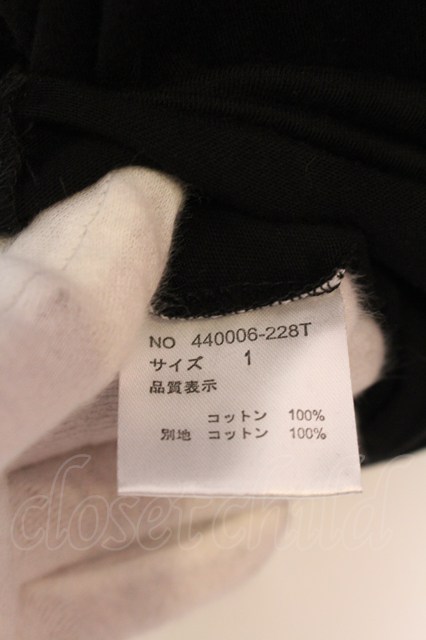 NO 440006-228T
サイズ 1
品質表示
コットン 100%
別地 コットン 100%
closetchild